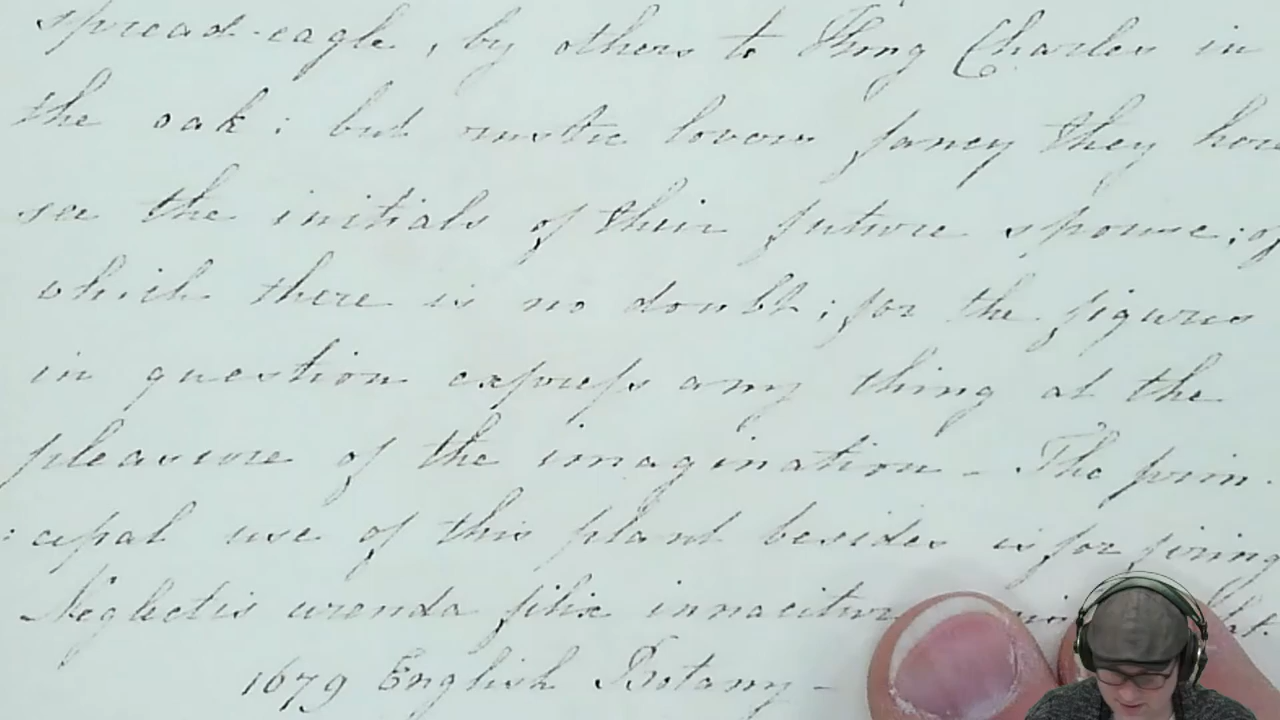 spread-eagle, by others to King Charles in
the oak; but rustic lovers fancy they
see the initials of their future spouse; of
which there is no doubt; for the figures
in question express any thing at the
pleasure of the imagination - The prin-
:cipal use of this plant besides is for firing
Neglectis urenda filix innascitur
1679 English Botany -